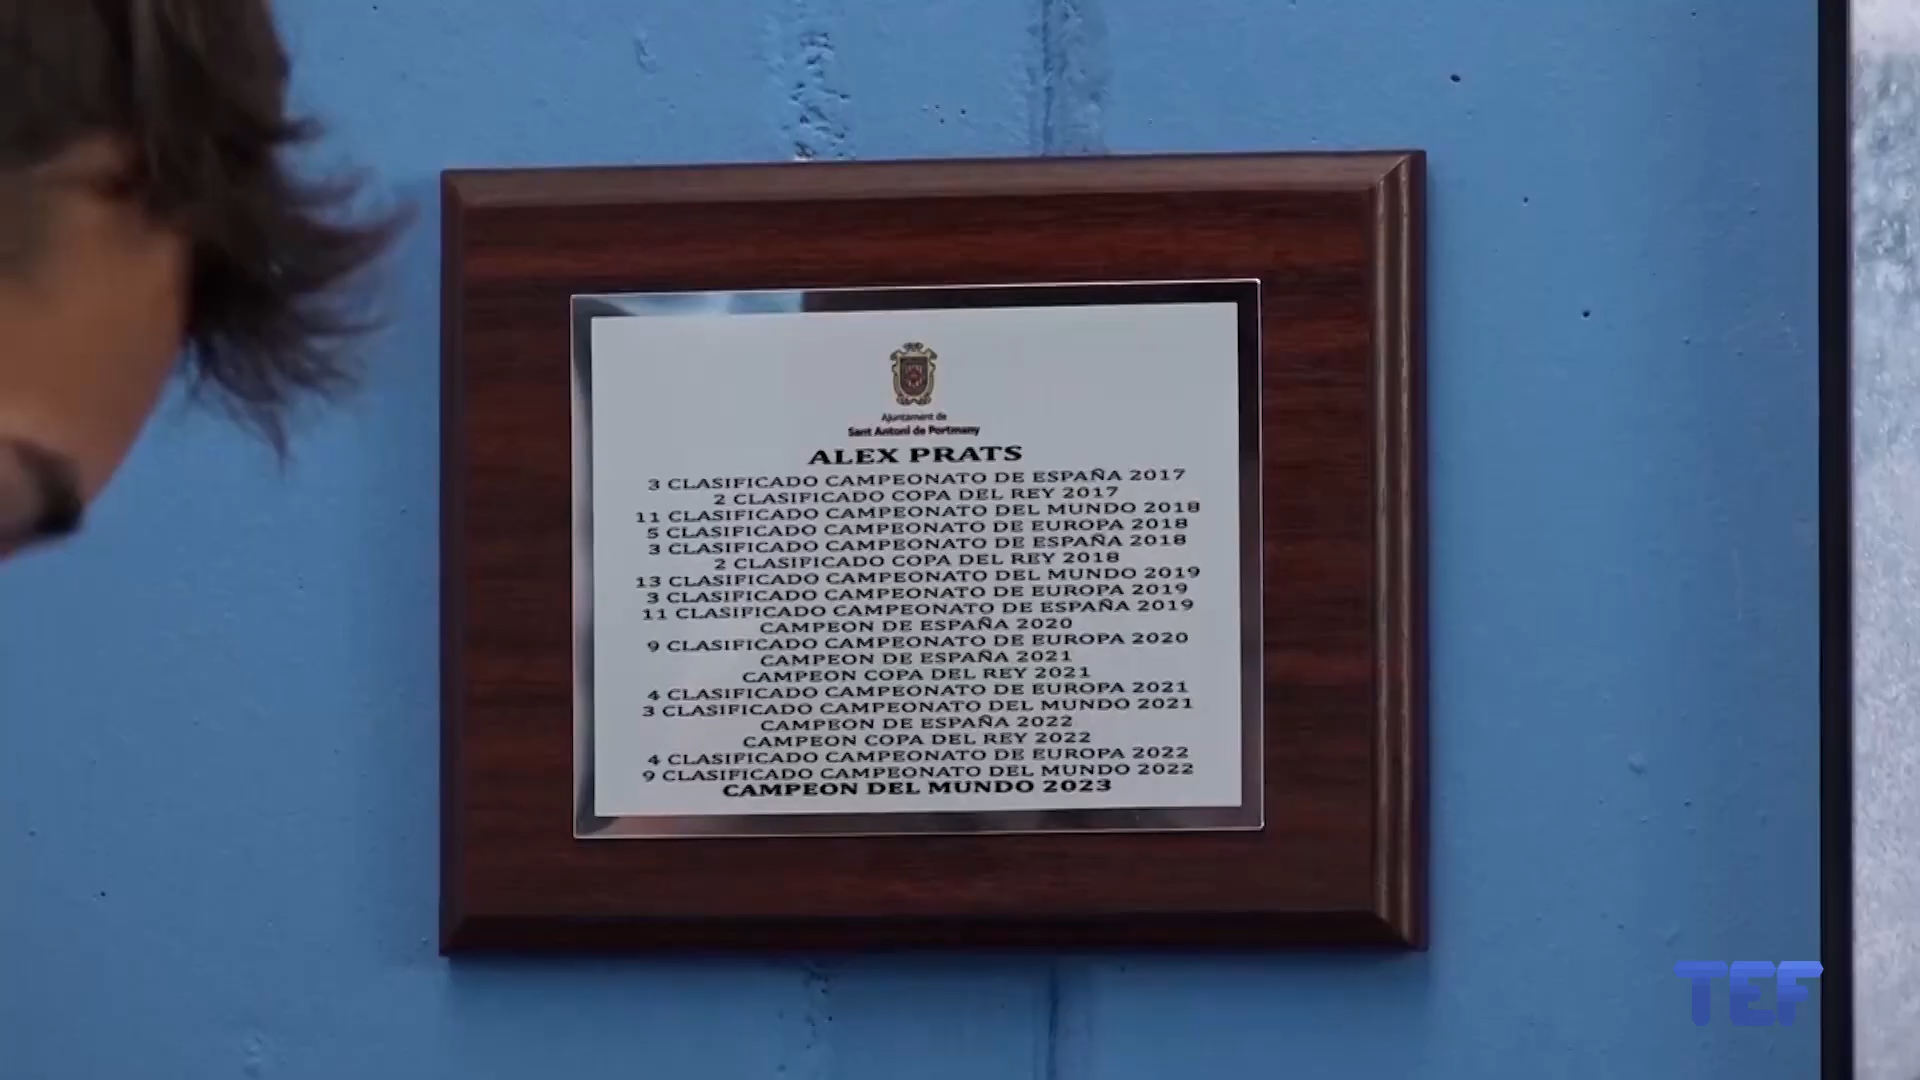 Ajuntament de
Sant Antoni de Portmany
ALEX PRATS
3 CLASIFICADO CAMPEONATO DE ESPAÑA 2017
2 CLASIFICADO COPA DEL REY 2017
11 CLASIFICADO CAMPEONATO DEL MUNDO 2018
5 CLASIFICADO CAMPEONATO DE EUROPA 2018
3 CLASIFICADO CAMPEONATO DE ESPAÑA 2018
2 CLASIFICADO COPA DEL REY 2018
13 CLASIFICADO CAMPEONATO DEL MUNDO 2019
3 CLASIFICADO CAMPEONATO DE EUROPA 2019
11 CLASIFICADO CAMPEONATO DE ESPAÑA 2019
CAMPEON DE ESPAÑA 2020
9 CLASIFICADO CAMPEONATO DE EUROPA 2020
CAMPEON DE ESPAÑA 2021
CAMPEON COPA DEL REY 2021
4 CLASIFICADO CAMPEONATO DE EUROPA 2021
3 CLASIFICADO CAMPEONATO DEL MUNDO 2021
CAMPEON DE ESPAÑA 2022
CAMPEON COPA DEL REY 2022
4 CLASIFICADO CAMPEONATO DE EUROPA 2022
9 CLASIFICADO CAMPEONATO DEL MUNDO 2022
CAMPEON DEL MUNDO 2023
TEF